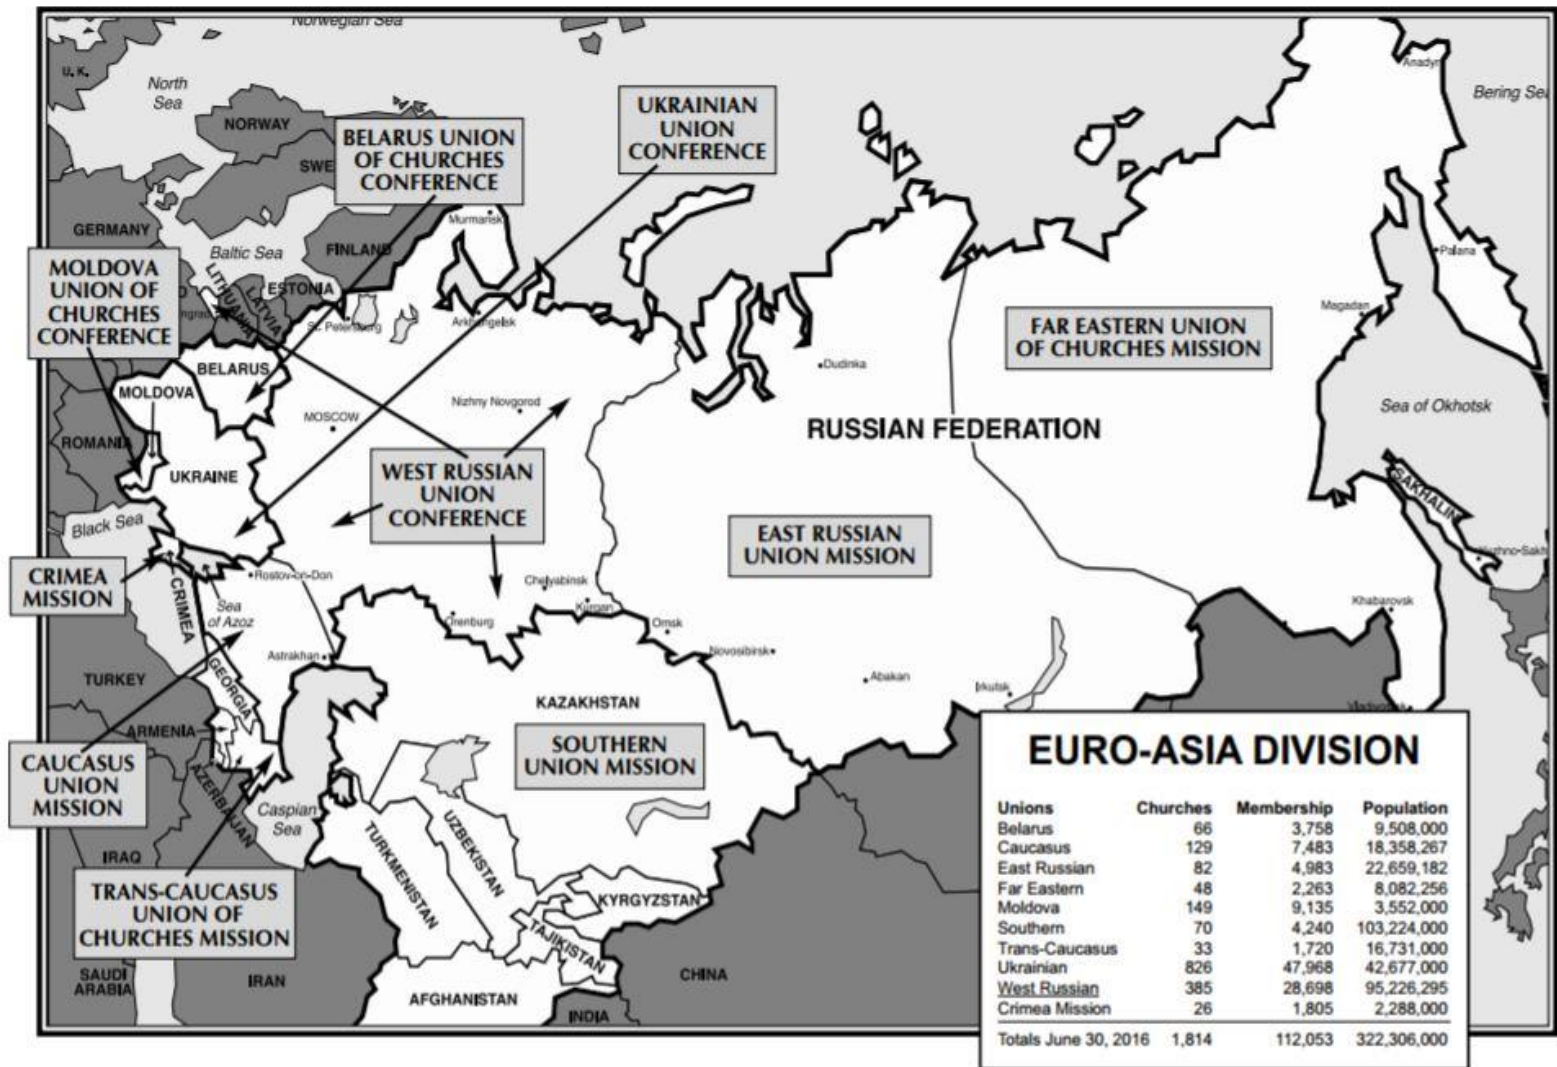 Norwegian Sea
U. K.
North
Sea
NORWAY
SWE
FINLAND
GERMANY
Baltic Sea
LITHUANIA
LATVIA
ESTONIA
BELARUS UNION
OF CHURCHES
CONFERENCE
UKRAINIAN
UNION
CONFERENCE
Anadyr
Bering Sea
Murmansk
MOLDOVA
UNION OF
CHURCHES
CONFERENCE
St. Petersburg
Arkhangelsk
Palana
Magadan
FAR EASTERN UNION
OF CHURCHES MISSION
Dudinka
BELARUS
MOLDOVA
Nizhny Novgorod
MOSCOW
RUSSIAN FEDERATION
Sea of Okhotsk
ROMANIA
UKRAINE
WEST RUSSIAN
UNION
CONFERENCE
SAKHALIN
Black Sea
EAST RUSSIAN
UNION MISSION
CRIMEA
MISSION
CRIMEA
Rostov-on-Don
Sea
of Azoz
Chelyabinsk
Kurgan
Orenburg
Omsk
Khabarovsk
Astrakhan
Novosibirsk
Abakan
Irkutsk
TURKEY
GEORGIA
ARMENIA
AZERBAIJAN
KAZAKHSTAN
SOUTHERN
UNION MISSION
CAUCASUS
UNION
MISSION
Caspian
Sea
IRAQ
TURKMENISTAN
UZBEKISTAN
KYRGYZSTAN
TAJIKISTAN
TRANS-CAUCASUS
UNION OF
CHURCHES MISSION
SAUDI
ARABIA
IRAN
AFGHANISTAN
INDIA
CHINA
EURO-ASIA DIVISION
Unions Churches Membership Population
Belarus 66 3,758 9,508,000
Caucasus 129 7,483 18,358,267
East Russian 82 4,983 22,659,182
Far Eastern 48 2,263 8,082,256
Moldova 149 9,135 3,552,000
Southern 70 4,240 103,224,000
Trans-Caucasus 33 1,720 16,731,000
Ukrainian 826 47,968 42,677,000
West Russian 385 28,698 95,226,295
Crimea Mission 26 1,805 2,288,000
Totals June 30, 2016 1,814 112,053 322,306,000